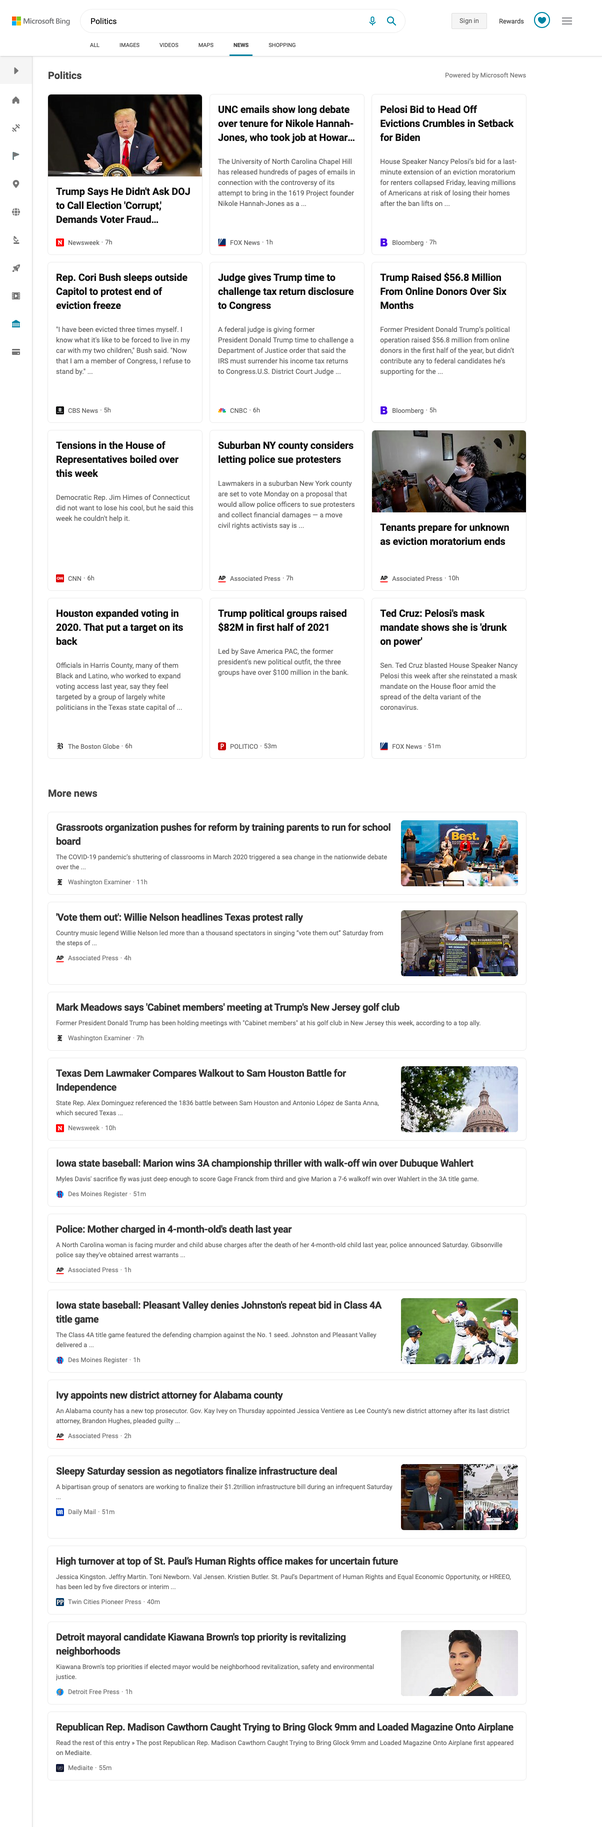 Microsoft Bing
Politics
Sign in
Rewards
ALL
IMAGES
VIDEOS
MAPS
NEWS
SHOPPING
Politics
Powered by Microsoft News
Trump Says He Didn't Ask DOJ
to Call Election 'Corrupt,'
Demands Voter Fraud...
Newsweek · 7h
UNC emails show long debate
over tenure for Nikole Hannah-
Jones, who took job at Howar...
The University of North Carolina Chapel Hill
has released hundreds of pages of emails in
connection with the controversy of its
attempt to bring in the 1619 Project founder
Nikole Hannah-Jones as a ...
FOX News · 1h
Pelosi Bid to Head Off
Evictions Crumbles in Setback
for Biden
House Speaker Nancy Pelosi's bid for a last-
minute extension of an eviction moratorium
for renters collapsed Friday, leaving millions
of Americans at risk of losing their homes
after the ban lifts on ...
Bloomberg · 7h
Rep. Cori Bush sleeps outside
Capitol to protest end of
eviction freeze
"I have been evicted three times myself. I
know what it's like to be forced to live in my
car with my two children," Bush said. "Now
that I am a member of Congress, I refuse to
stand by." ...
CBS News · 5h
Judge gives Trump time to
challenge tax return disclosure
to Congress
A federal judge is giving former
President Donald Trump time to challenge a
Department of Justice order that said the
IRS must surrender his income tax returns
to Congress.U.S. District Court Judge ...
CNBC · 6h
Trump Raised $56.8 Million
From Online Donors Over Six
Months
Former President Donald Trump's political
operation raised $56.8 million from online
donors in the first half of the year, but didn't
contribute any to federal candidates he's
supporting for the ...
Bloomberg · 5h
Tensions in the House of
Representatives boiled over
this week
Democratic Rep. Jim Himes of Connecticut
did not want to lose his cool, but he said this
week he couldn't help it.
CNN · 6h
Suburban NY county considers
letting police sue protesters
Lawmakers in a suburban New York county
are set to vote Monday on a proposal that
would allow police officers to sue protesters
and collect financial damages — a move
civil rights activists say is ...
AP Associated Press · 7h
Tenants prepare for unknown
as eviction moratorium ends
AP Associated Press · 10h
Houston expanded voting in
2020. That put a target on its
back
Officials in Harris County, many of them
Black and Latino, who worked to expand
voting access last year, say they feel
targeted by a group of largely white
politicians in the Texas state capitol of ...
The Boston Globe · 6h
Trump political groups raised
$82M in first half of 2021
Led by Save America PAC, the former
president's new political outfit, the three
groups have over $100 million in the bank.
POLITICO · 53m
Ted Cruz: Pelosi's mask
mandate shows she is 'drunk
on power'
Sen. Ted Cruz blasted House Speaker Nancy
Pelosi this week after she reinstated a mask
mandate on the House floor amid the
spread of the delta variant of the
coronavirus.
FOX News · 51m
More news
Grassroots organization pushes for reform by training parents to run for school
board
The COVID-19 pandemic's shuttering of classrooms in March 2020 triggered a sea change in the nationwide debate
over the ...
Washington Examiner · 11h
Best.
'Vote them out': Willie Nelson headlines Texas protest rally
Country music legend Willie Nelson led more than a thousand spectators in singing "vote them out" Saturday from
the steps of ...
AP Associated Press · 4h
Mark Meadows says 'Cabinet members' meeting at Trump's New Jersey golf club
Former President Donald Trump has been holding meetings with "Cabinet members" at his golf club in New Jersey this week, according to a top ally.
Washington Examiner · 7h
Texas Dem Lawmaker Compares Walkout to Sam Houston Battle for
Independence
State Rep. Alex Dominguez referenced the 1836 battle between Sam Houston and Antonio López de Santa Anna,
which secured Texas ...
Newsweek · 10h
Iowa state baseball: Marion wins 3A championship thriller with walk-off win over Dubuque Wahlert
Myles Davis' sacrifice fly was just deep enough to score Gage Franck from third and give Marion a 7-6 walkoff win over Wahlert in the 3A title game.
Des Moines Register · 51m
Police: Mother charged in 4-month-old's death last year
A North Carolina woman is facing murder and child abuse charges after the death of her 4-month-old child last year, police announced Saturday. Gibsonville
police say they've obtained arrest warrants ...
AP Associated Press · 1h
Iowa state baseball: Pleasant Valley denies Johnston's repeat bid in Class 4A
title game
The Class 4A title game featured the defending champion against the No. 1 seed. Johnston and Pleasant Valley
delivered a ...
Des Moines Register · 1h
Ivy appoints new district attorney for Alabama county
An Alabama county has a new top prosecutor. Gov. Kay Ivey on Thursday appointed Jessica Ventiere as Lee County's new district attorney after its last district
attorney, Brandon Hughes, pleaded guilty ...
AP Associated Press · 2h
Sleepy Saturday session as negotiators finalize infrastructure deal
A bipartisan group of senators are working to finalize their $1.2trillion infrastructure bill during an infrequent Saturday
...
Daily Mail · 51m
High turnover at top of St. Paul's Human Rights office makes for uncertain future
Jessica Kingston. Jeffry Martin. Toni Newborn. Val Jensen. Kristien Butler. St. Paul's Department of Human Rights and Equal Economic Opportunity, or HREEO,
has been led by five directors or interim ...
PP Twin Cities Pioneer Press · 40m
Detroit mayoral candidate Kiawana Brown's top priority is revitalizing
neighborhoods
Kiawana Brown's top priorities if elected mayor would be neighborhood revitalization, safety and environmental
justice.
Detroit Free Press · 1h
Republican Rep. Madison Cawthorn Caught Trying to Bring Glock 9mm and Loaded Magazine Onto Airplane
Read the rest of this entry » The post Republican Rep. Madison Cawthorn Caught Trying to Bring Glock 9mm and Loaded Magazine Onto Airplane first appeared
on Mediaite.
Mediaite · 55m